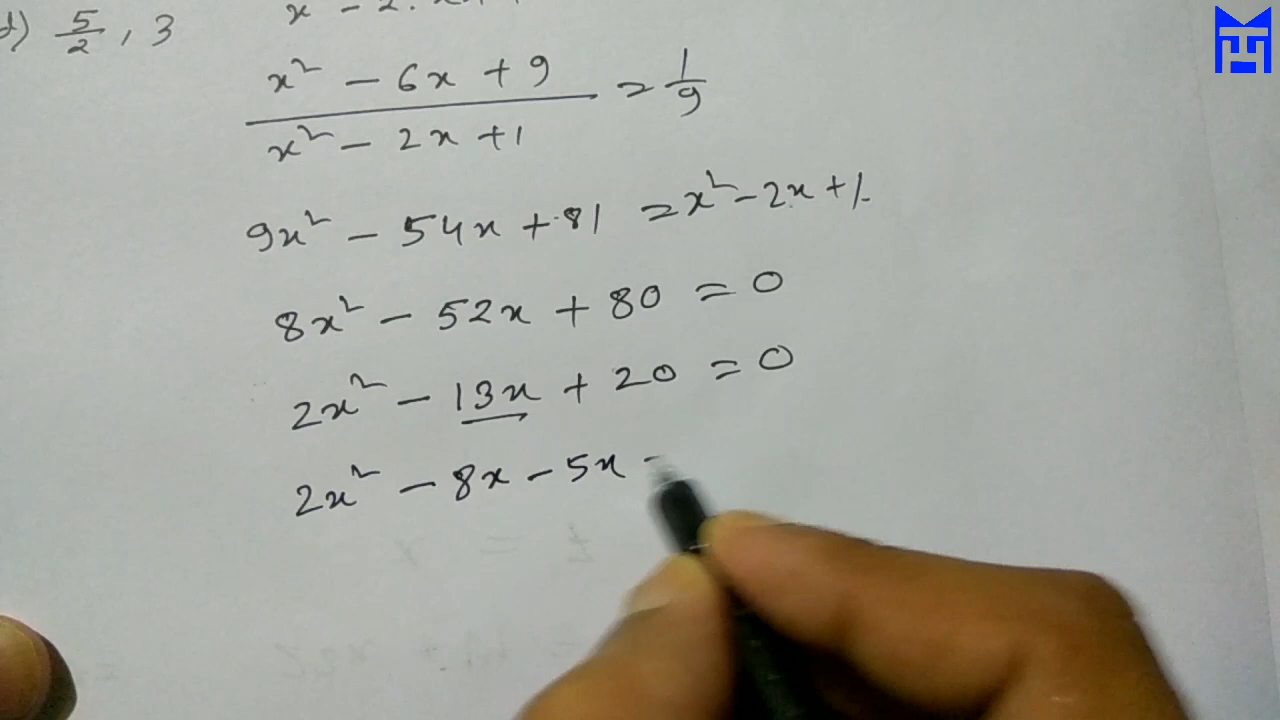 d) 5/2, 3
x² - 6x + 9 / x² - 2x + 1 = 1/9
9x² - 54x + 81 = x² - 2x + 1
8x² - 52x + 80 = 0
2x² - 13x + 20 = 0
2x² - 8x - 5x